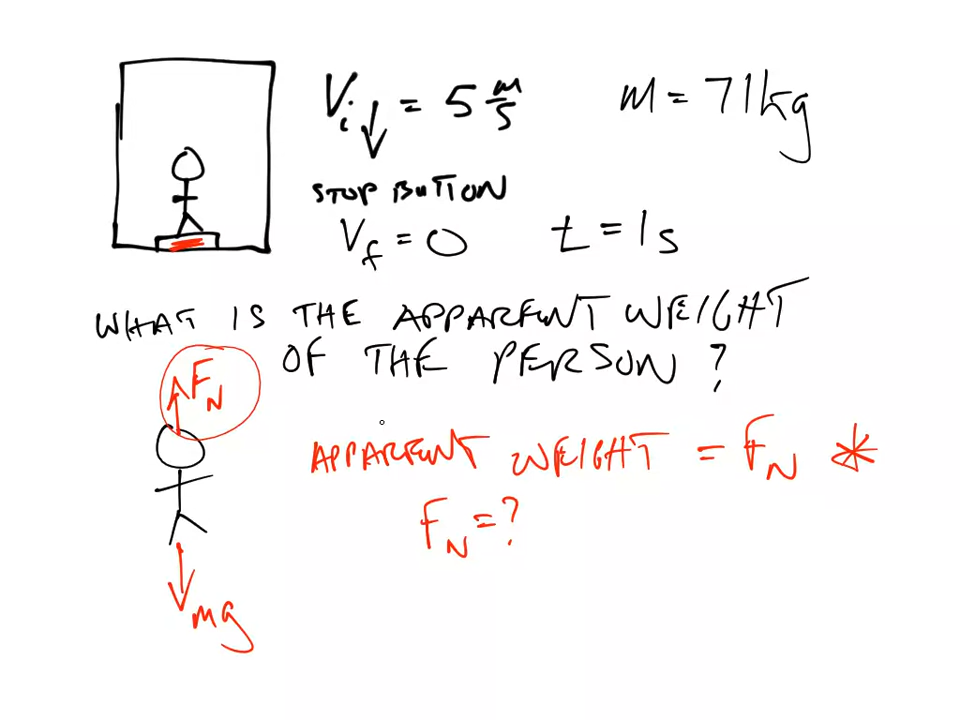 Vi↓ = 5 m/s
m = 71kg
STOP BUTTON
Vf = 0
t = 1s
WHAT IS THE APPARENT WEIGHT
OF THE PERSON?
FN
APPARENT WEIGHT = FN *
FN = ?
mg